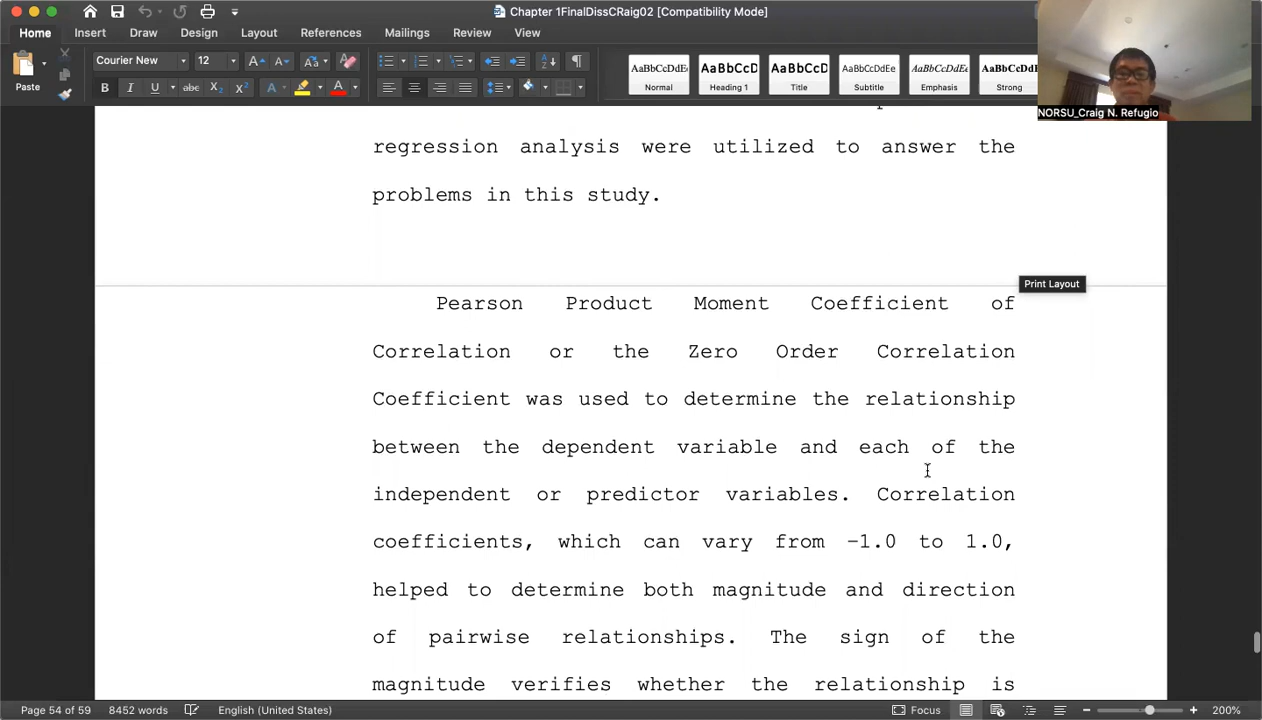 Chapter 1FinalDissCRaig02 [Compatibility Mode]
Home Insert Draw Design Layout References Mailings Review View
Paste
Courier New 12
AaBbCcDdEe Normal
AaBbCcD Heading 1
AaBbCcD Title
AaBbCcDdEe Subtitle
AaBbCcDdEe Emphasis
AaBbCcDdE Strong
NORSU_Craig N. Refugio
regression analysis were utilized to answer the
problems in this study.
Print Layout
Pearson Product Moment Coefficient of
Correlation or the Zero Order Correlation
Coefficient was used to determine the relationship
between the dependent variable and each of the
independent or predictor variables. Correlation
coefficients, which can vary from –1.0 to 1.0,
helped to determine both magnitude and direction
of pairwise relationships. The sign of the
magnitude verifies whether the relationship is
Page 54 of 59 8452 words English (United States) Focus 200%